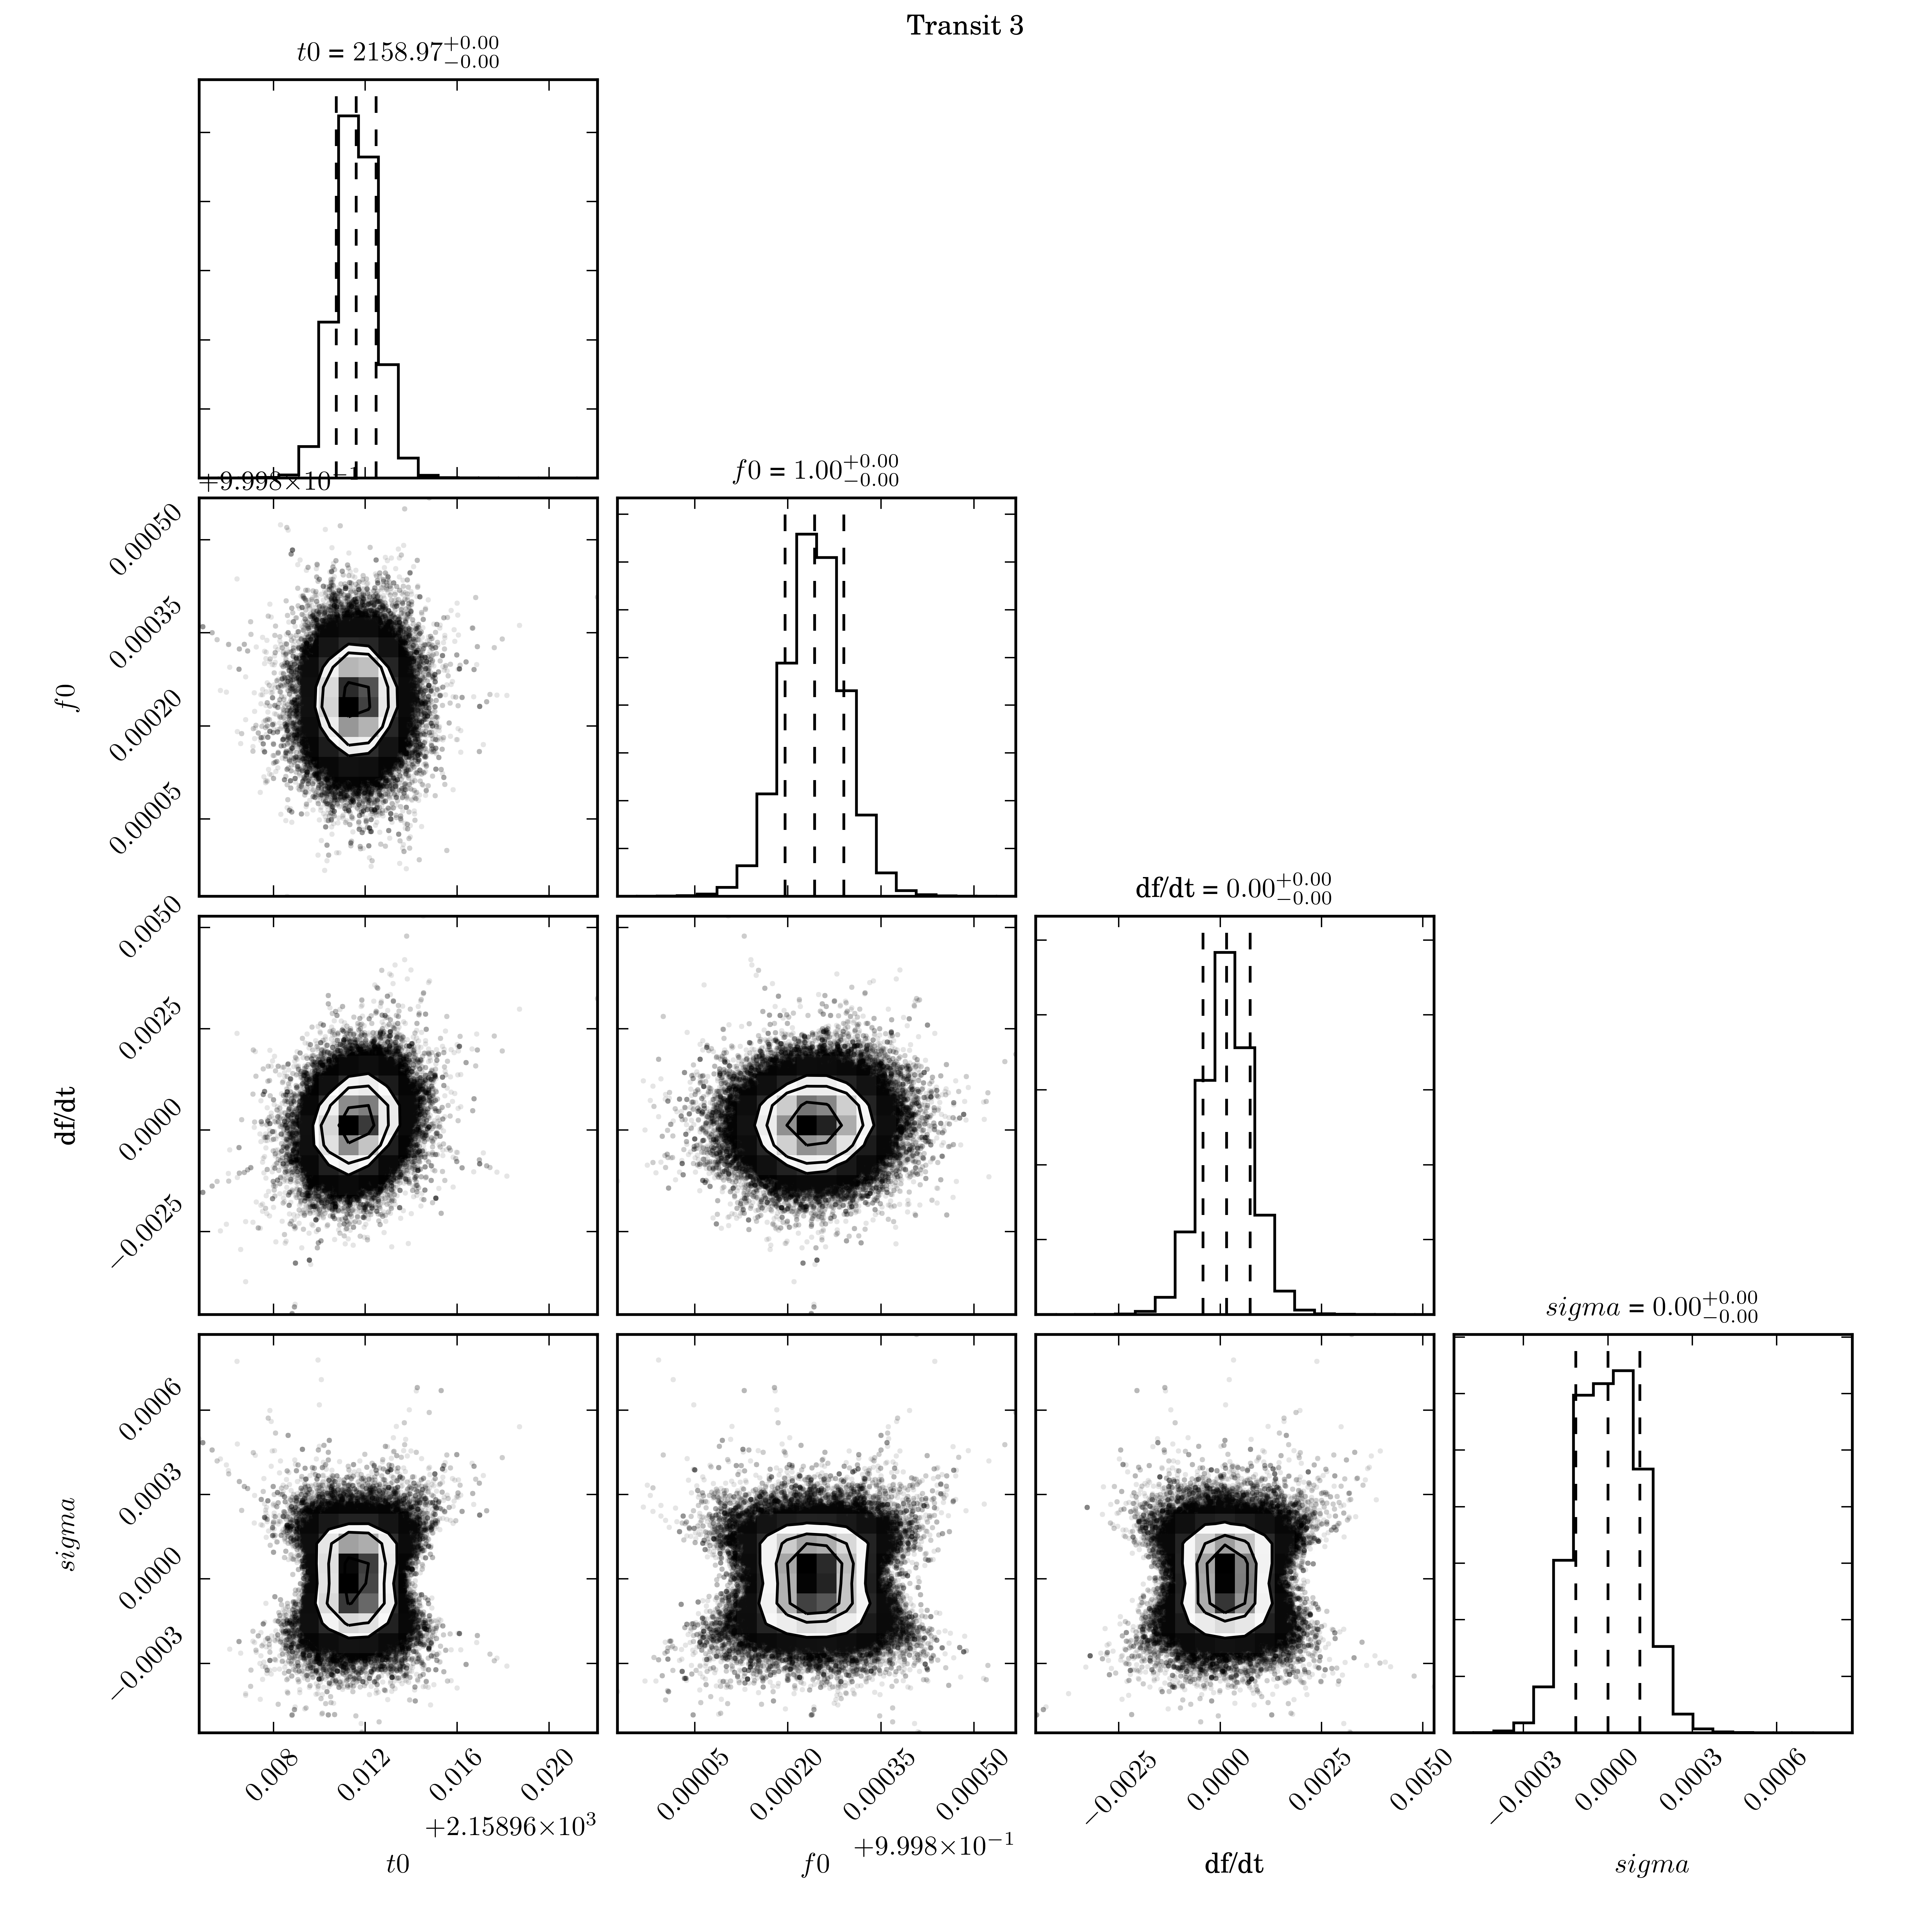 Transit 3
t0 = 2158.97+0.00−0.00
+9.998×10−1
f0 = 1.00+0.00−0.00
0.00050
0.00035
0.00020
0.00005
f0
df/dt = 0.00+0.00−0.00
0.0050
0.0025
0.0000
−0.0025
df/dt
sigma = 0.00+0.00−0.00
0.0006
0.0003
0.0000
−0.0003
sigma
0.008 0.012 0.016 0.020
0.00005 0.00020 0.00035 0.00050
−0.0025 0.0000 0.0025 0.0050
−0.0003 0.0000 0.0003 0.0006
+2.15896×10³
+9.998×10−1
t0 f0 df/dt sigma